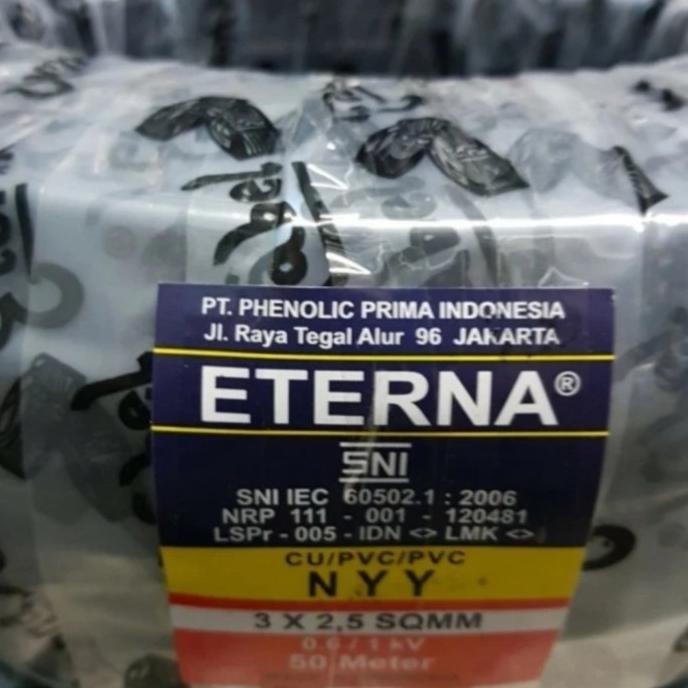 PT. PHENOLIC PRIMA INDONESIA
Jl. Raya Tegal Alur 96 JAKARTA
ETERNA®
SNI
SNI IEC 60502.1 : 2006
NRP 111 - 001 - 120481
LSPr - 005 - IDN <> LMK <>
CU/PVC/PVC
NYY
3 X 2,5 SQMM
0.6 / 1 kV
50 Meter